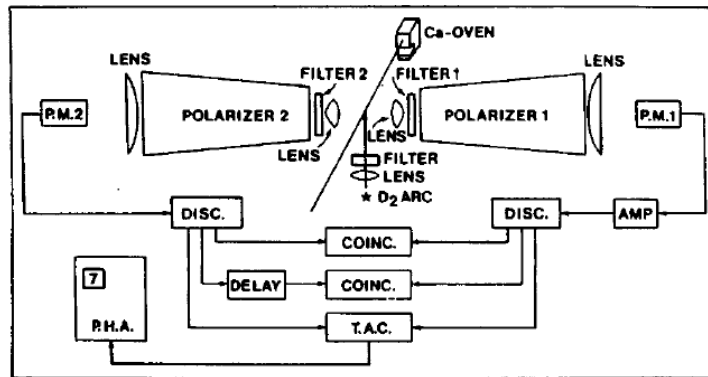 Ca-OVEN
LENS
FILTER 2
FILTER 1
LENS
P.M.2
POLARIZER 2
POLARIZER 1
P.M.1
LENS
LENS
FILTER
LENS
★ D₂ ARC
DISC.
DISC.
AMP
COINC.
7
DELAY
COINC.
P.H.A.
T.A.C.